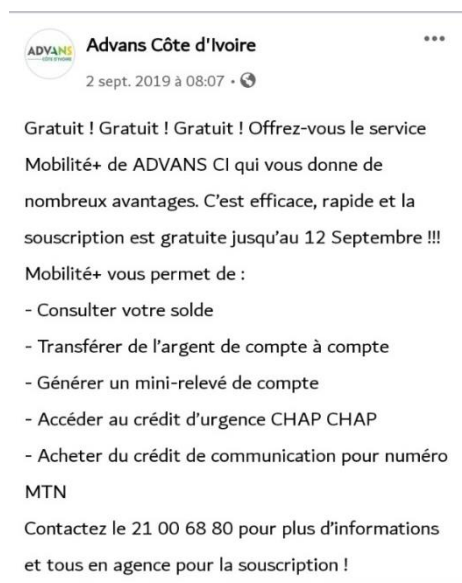 ADVANS
CÔTE D'IVOIRE
Advans Côte d'Ivoire
2 sept. 2019 à 08:07
Gratuit ! Gratuit ! Gratuit ! Offrez-vous le service
Mobilité+ de ADVANS CI qui vous donne de
nombreux avantages. C’est efficace, rapide et la
souscription est gratuite jusqu’au 12 Septembre !!!
Mobilité+ vous permet de :
- Consulter votre solde
- Transférer de l’argent de compte à compte
- Générer un mini-relevé de compte
- Accéder au crédit d’urgence CHAP CHAP
- Acheter du crédit de communication pour numéro
MTN
Contactez le 21 00 68 80 pour plus d’informations
et tous en agence pour la souscription !